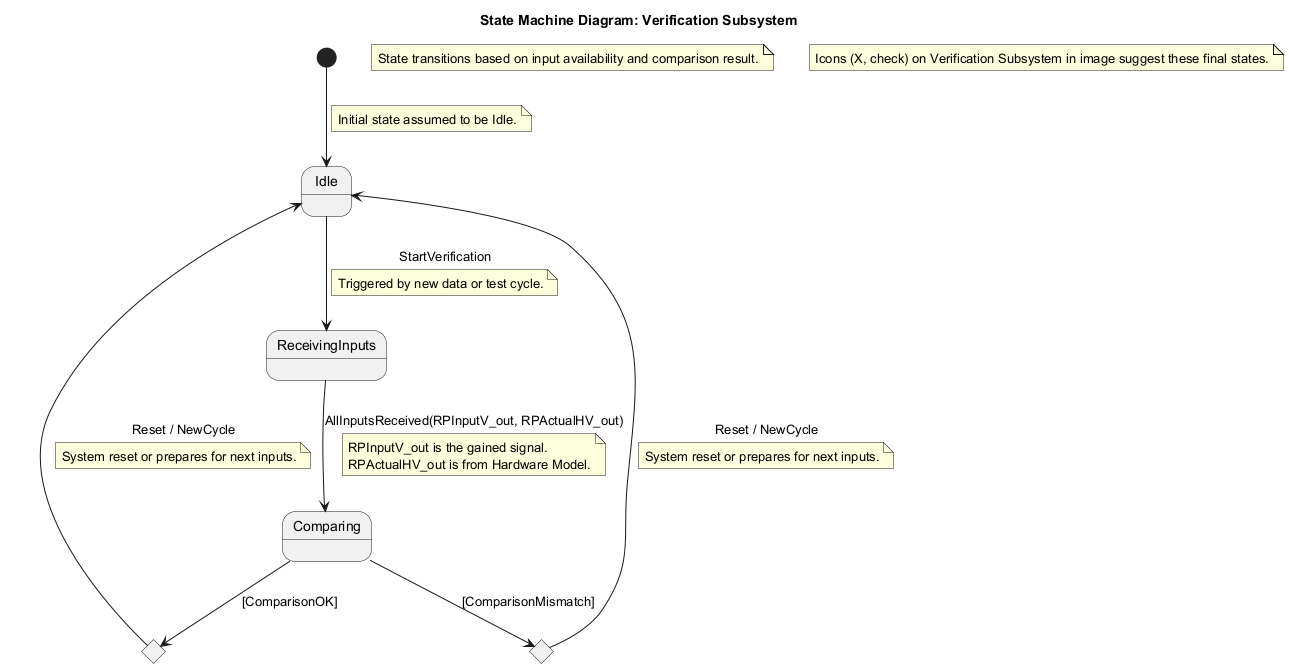 State Machine Diagram: Verification Subsystem
State transitions based on input availability and comparison result.
Icons (X, check) on Verification Subsystem in image suggest these final states.
Initial state assumed to be Idle.
Idle
StartVerification
Triggered by new data or test cycle.
ReceivingInputs
AllInputsReceived(RPInputV_out, RPActualHV_out)
RPInputV_out is the gained signal.
RPActualHV_out is from Hardware Model.
Reset / NewCycle
System reset or prepares for next inputs.
Reset / NewCycle
System reset or prepares for next inputs.
Comparing
[ComparisonOK]
[ComparisonMismatch]